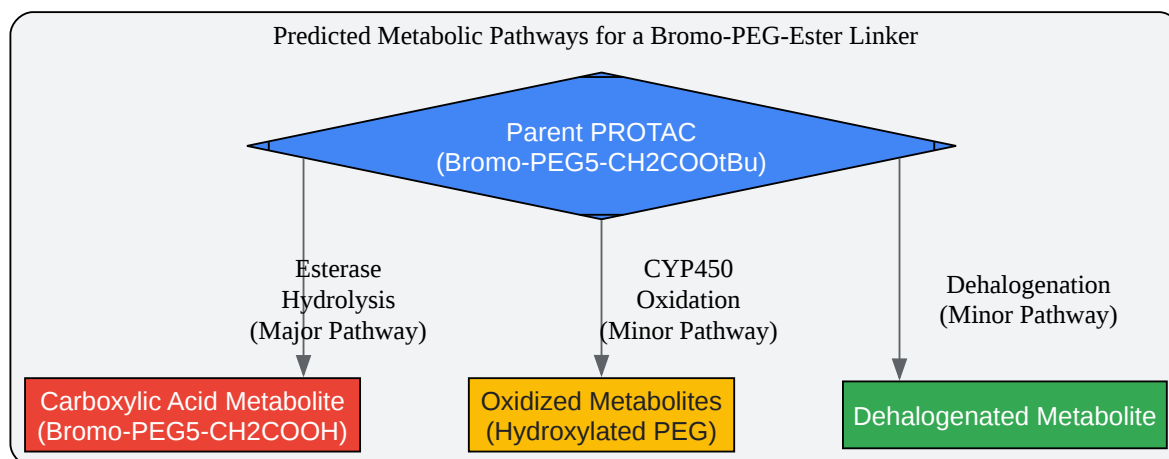 Predicted Metabolic Pathways for a Bromo-PEG-Ester Linker
Parent PROTAC
(Bromo-PEG5-CH2COOtBu)
Esterase
Hydrolysis
(Major Pathway)
CYP450
Oxidation
(Minor Pathway)
Dehalogenation
(Minor Pathway)
Carboxylic Acid Metabolite
(Bromo-PEG5-CH2COOH)
Oxidized Metabolites
(Hydroxylated PEG)
Dehalogenated Metabolite